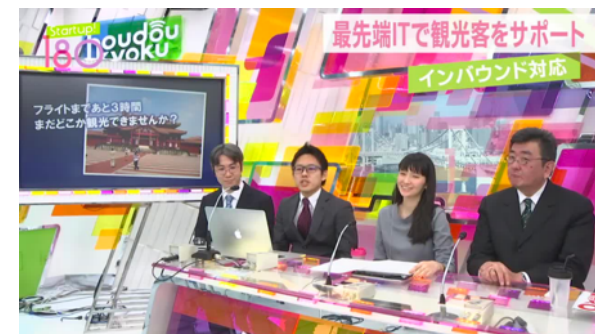 Startup!
180
houdou
kyoku
最先端ITで観光客をサポート
インバウンド対応
フライトまであと3時間
まだどこか観光できませんか?